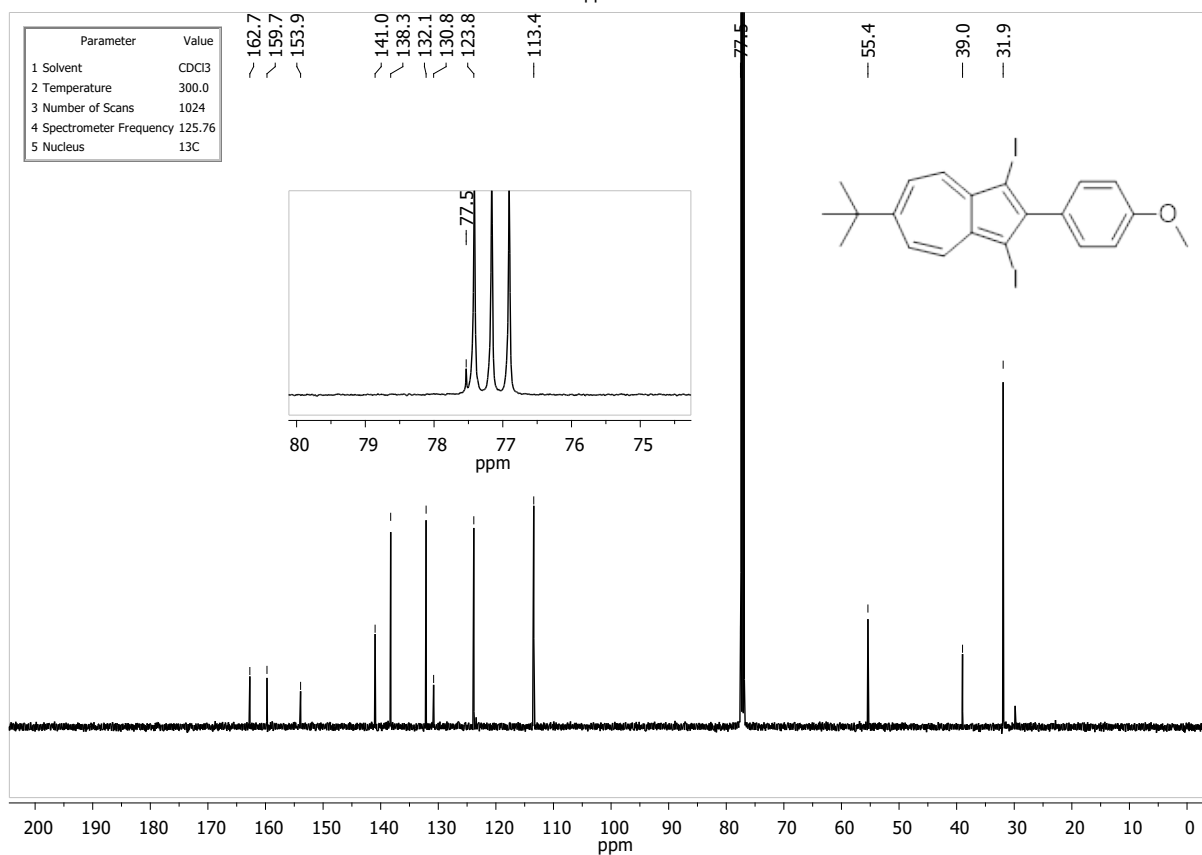 ppm
Parameter Value
1 Solvent CDCl3
2 Temperature 300.0
3 Number of Scans 1024
4 Spectrometer Frequency 125.76
5 Nucleus 13C
162.7
159.7
153.9
141.0
138.3
132.1
130.8
123.8
113.4
77.5
55.4
39.0
31.9
I
O
I
77.5
80 79 78 77 76 75
ppm
200 190 180 170 160 150 140 130 120 110 100 90 80 70 60 50 40 30 20 10 0
ppm